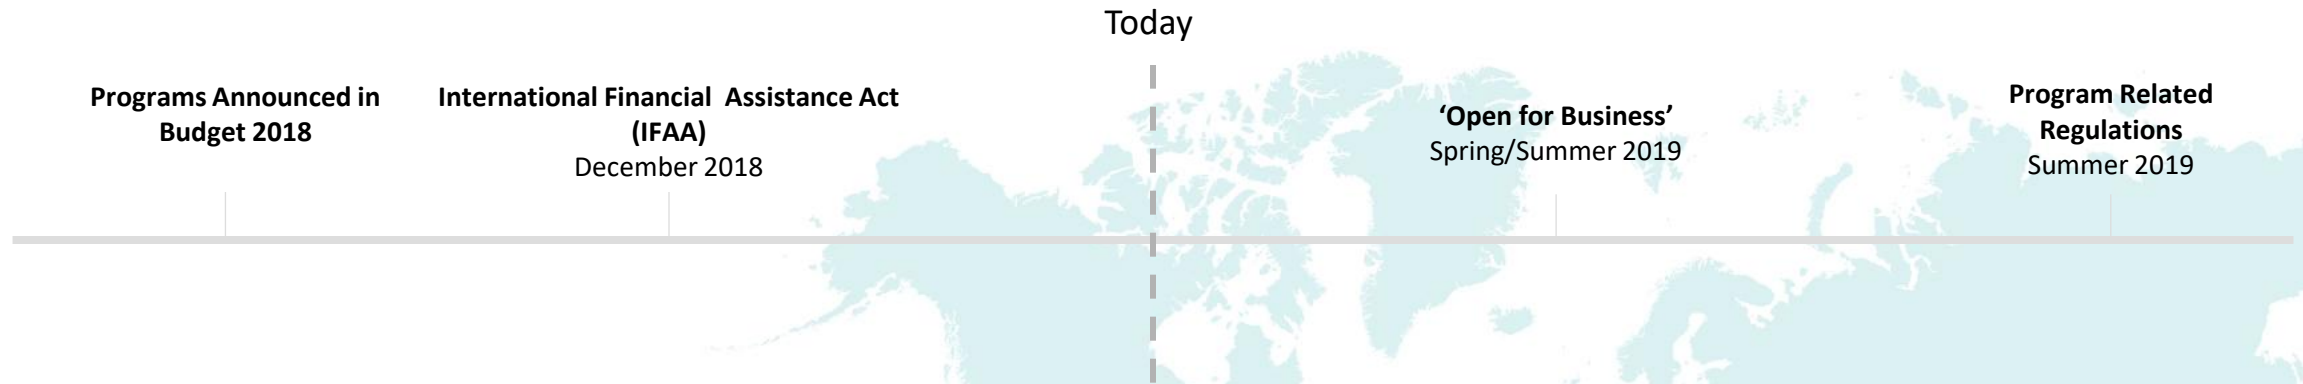 Today
Programs Announced in
Budget 2018
International Financial  Assistance Act
(IFAA)
December 2018
‘Open for Business’
Spring/Summer 2019
Program Related
Regulations
Summer 2019